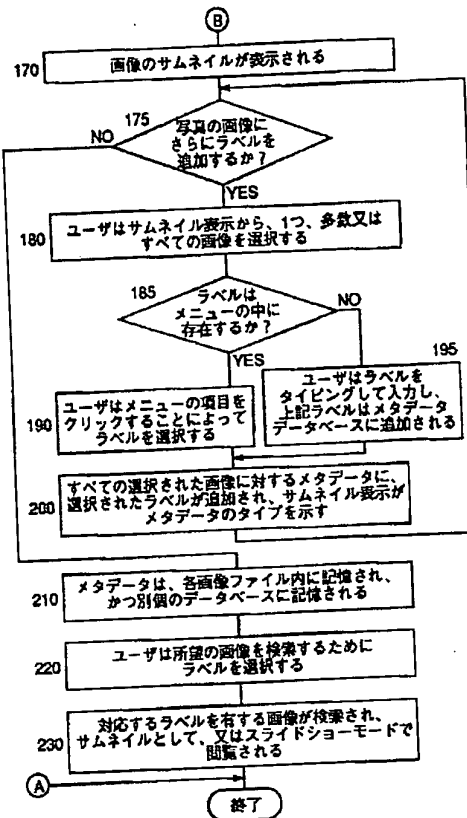 B
170
画像のサムネイルが表示される
175
写真の画像に
さらにラベルを
追加するか?
NO
YES
180
ユーザはサムネイル表示から、1つ、多数又は
すべての画像を選択する
185
ラベルは
メニューの中に
存在するか?
NO
YES
190
ユーザはメニューの項目を
クリックすることによって
ラベルを選択する
195
ユーザはラベルを
タイピングして入力し、
上記ラベルはメタデータ
データベースに追加される
200
すべての選択された画像に対するメタデータに、
選択されたラベルが追加され、サムネイル表示が
メタデータのタイプを示す
210
メタデータは、各画像ファイル内に記憶され、
かつ別個のデータベースに記憶される
220
ユーザは所望の画像を検索するために
ラベルを選択する
230
対応するラベルを有する画像が検索され、
サムネイルとして、又はスライドショーモードで
閲覧される
A
終了